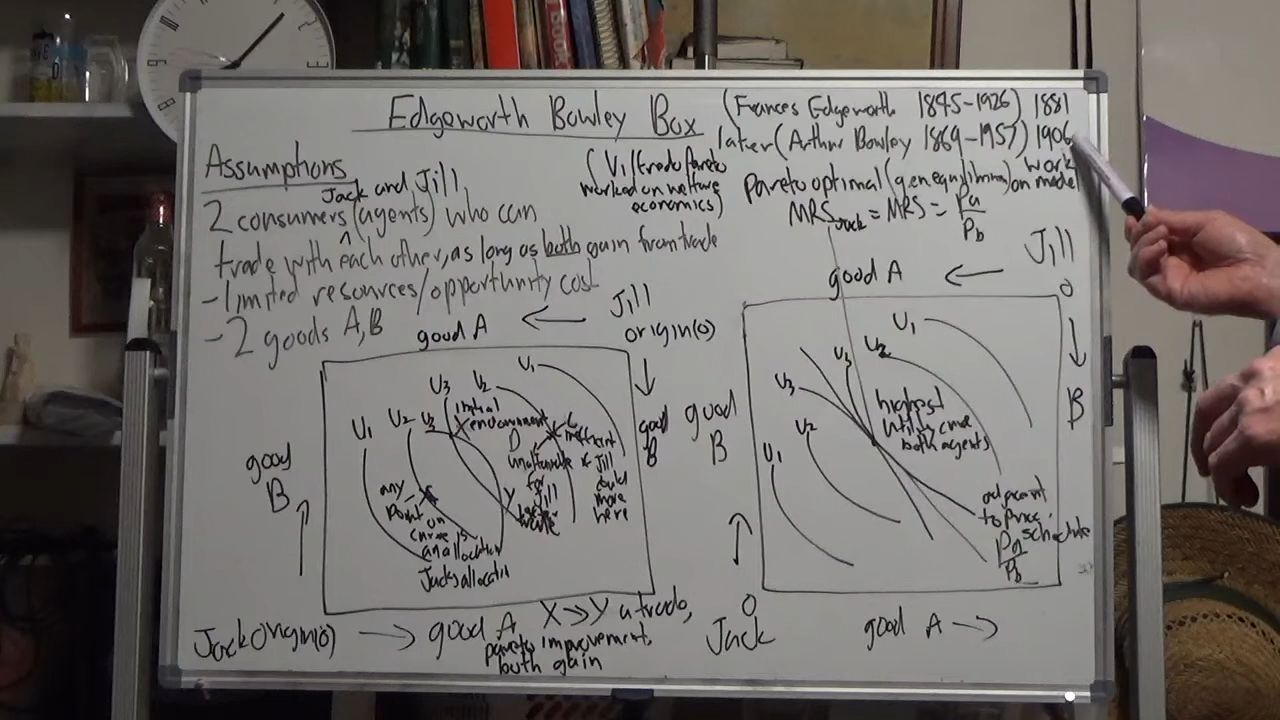 Edgeworth Bowley Box
(Frances Edgeworth 1845-1926) 1881
later (Arthur Bowley 1869-1957) 1906
work
on model
Assumptions
Jack and Jill,
2 consumers (agents) who can
trade with each other, as long as both gain from trade
- limited resources/opportunity cost
- 2 goods A, B
(Vilfredo Pareto
worked on welfare
economics)
pareto optimal (gen equilibrium)
MRS Jack = MRS = Pa
Pb
good A ←
Jill
origin (0)
↓
good
B
good
B
↑
U1
U2
U3
U3
U2
U1
initial
X endowment
any
point on
curve is
an allocation
Jacks allocation
D
unattainable
for
Jill
Y
inefficient
Jill
could
move
here
Jack Origin (0) → good A
X → Y a trade,
pareto improvement,
both gain
good A ←
Jill
0
↓
B
good
B
↑
0
Jack
good A →
U1
U2
U3
U3
U2
U1
highest
utility curve
both agents
adjacent
to price
schedule
Pa
Pb